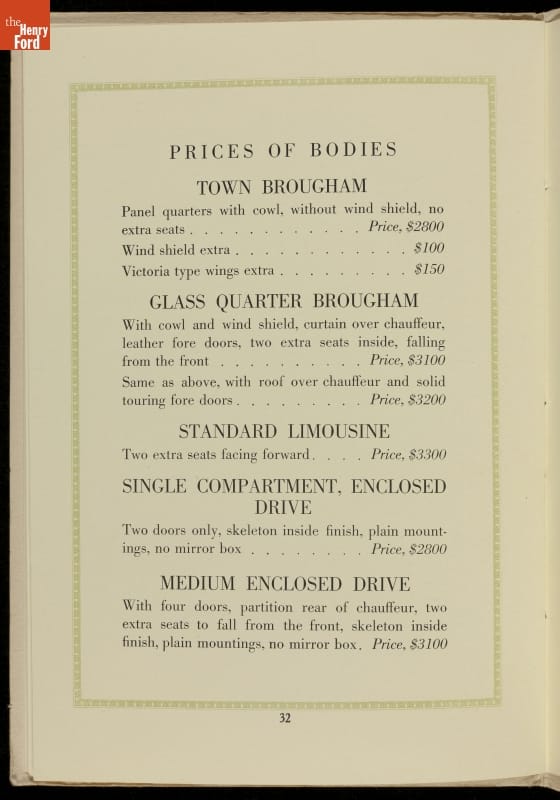 the
Henry
Ford
PRICES OF BODIES
TOWN BROUGHAM
Panel quarters with cowl, without wind shield, no
extra seats . . . . . . . . . . . . Price, $2800
Wind shield extra . . . . . . . . . . . . $100
Victoria type wings extra . . . . . . . . . $150
GLASS QUARTER BROUGHAM
With cowl and wind shield, curtain over chauffeur,
leather fore doors, two extra seats inside, falling
from the front . . . . . . . . . . Price, $3100
Same as above, with roof over chauffeur and solid
touring fore doors . . . . . . . . . Price, $3200
STANDARD LIMOUSINE
Two extra seats facing forward . . . . Price, $3300
SINGLE COMPARTMENT, ENCLOSED
DRIVE
Two doors only, skeleton inside finish, plain mount-
ings, no mirror box . . . . . . . . Price, $2800
MEDIUM ENCLOSED DRIVE
With four doors, partition rear of chauffeur, two
extra seats to fall from the front, skeleton inside
finish, plain mountings, no mirror box . Price, $3100
32